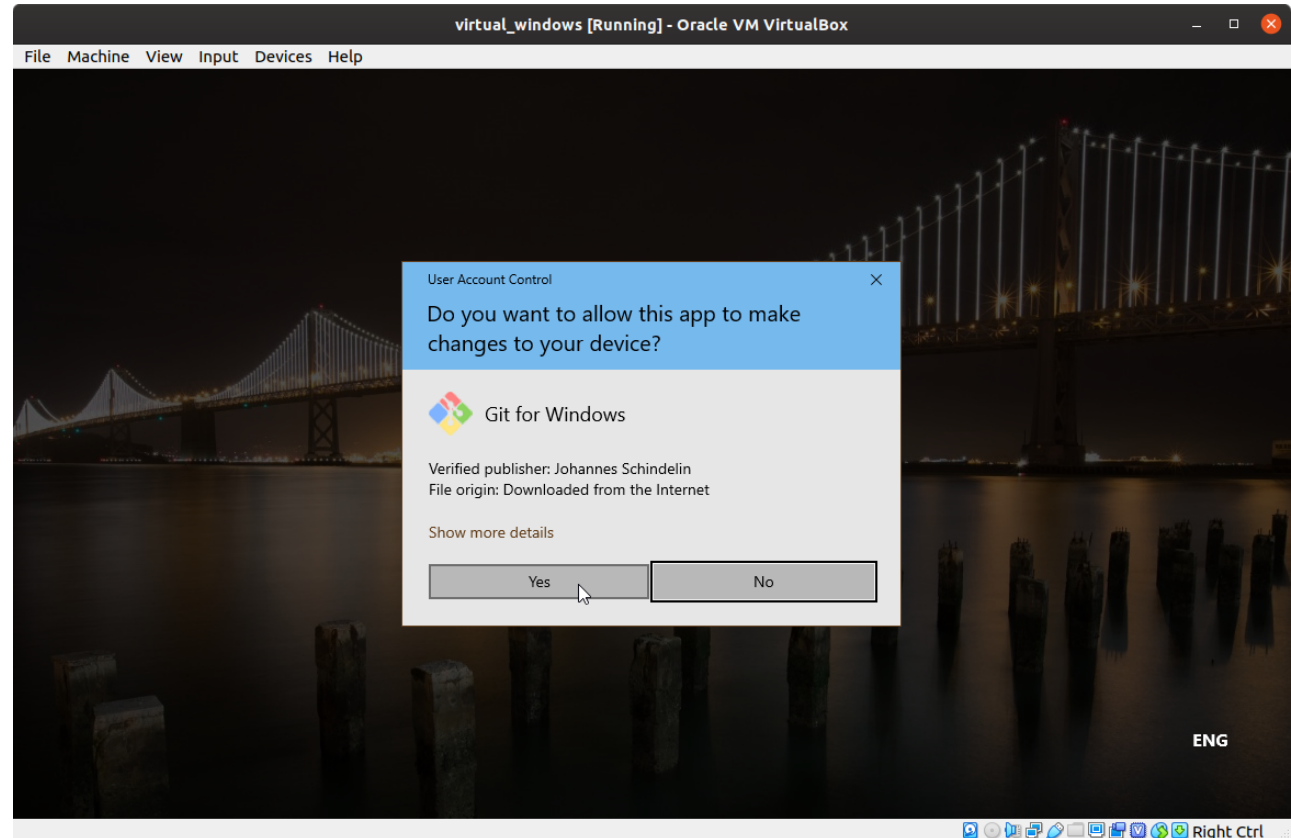 virtual_windows [Running] - Oracle VM VirtualBox
File Machine View Input Devices Help
User Account Control
Do you want to allow this app to make
changes to your device?
Git for Windows
Verified publisher: Johannes Schindelin
File origin: Downloaded from the Internet
Show more details
Yes No
ENG
Right Ctrl